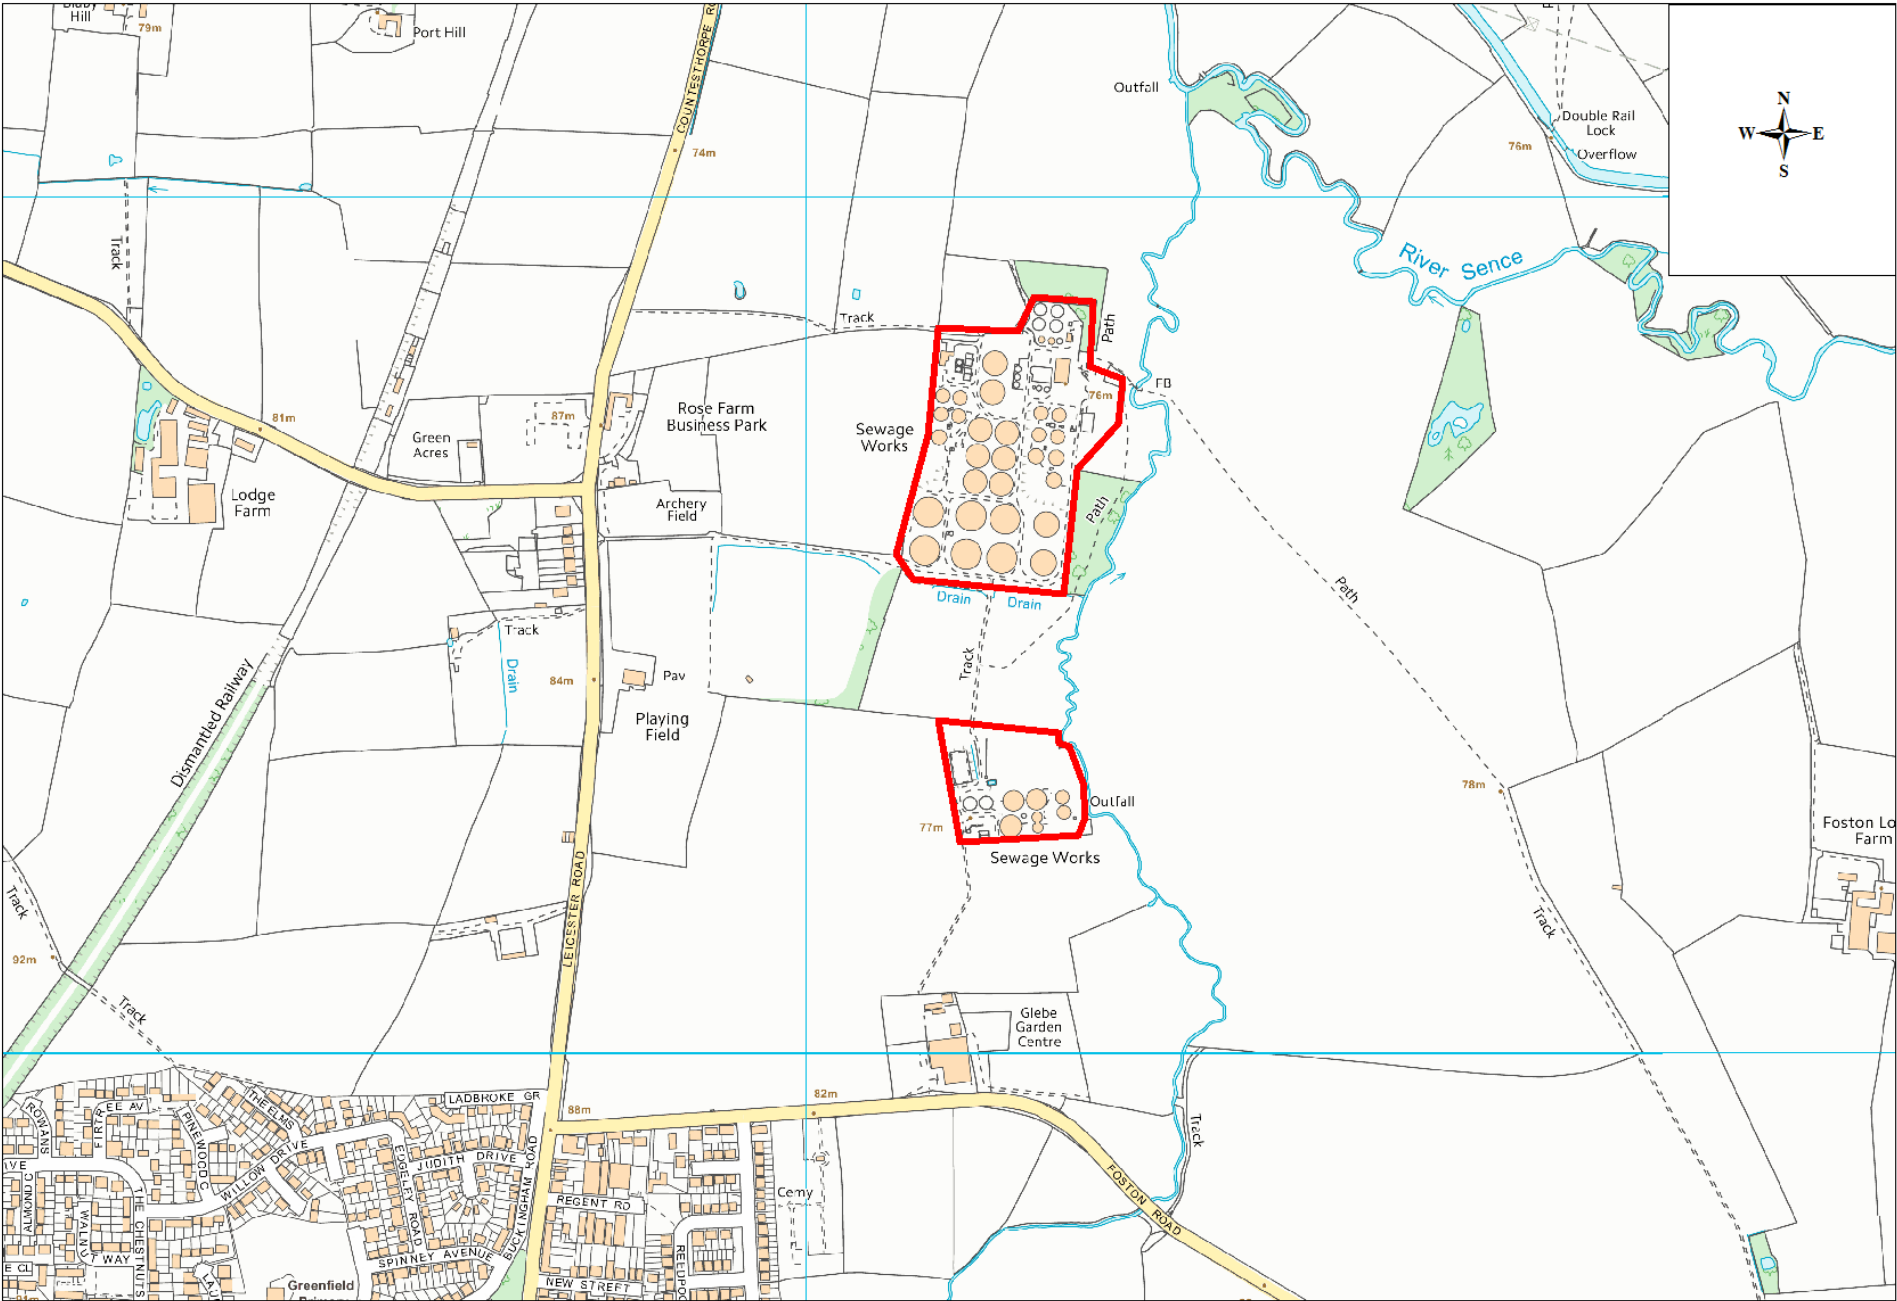 Hill
79m
Port Hill
COUNTESTHORPE
74m
Outfall
Double Rail
Lock
76m
Overflow
N
W
E
S
Track
River Sence
Track
Path
FB
76m
81m
87m
Green
Acres
Rose Farm
Business Park
Sewage
Works
Lodge
Farm
Archery
Field
Path
Path
Drain
Drain
Track
Drain
Track
Dismantled Railway
84m
Pav
Playing
Field
78m
Outfall
77m
Sewage Works
Foston Lo
Farm
LEICESTER ROAD
Track
Track
92m
Track
Glebe
Garden
Centre
82m
88m
LADBROKE GR
THE ELMS
ROWANS
FIRTREE AV
PINEWOOD C
WILLOW DRIVE
JUDITH DRIVE
EDGELEY ROAD
BUCKINGHAM ROAD
Track
FOSTON ROAD
Cemy
REGENT RD
IVE
ALMOND C
WALNUT
WAY
THE CHESTNUTS
SPINNEY AVENUE
E CL
NEW STREET
Greenfield
91m